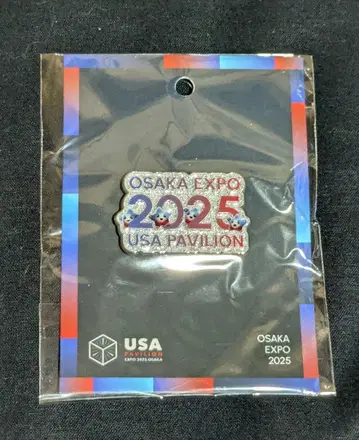 OSAKA EXPO
2025
USA PAVILION
USA
PAVILION
EXPO 2025 OSAKA
OSAKA
EXPO
2025